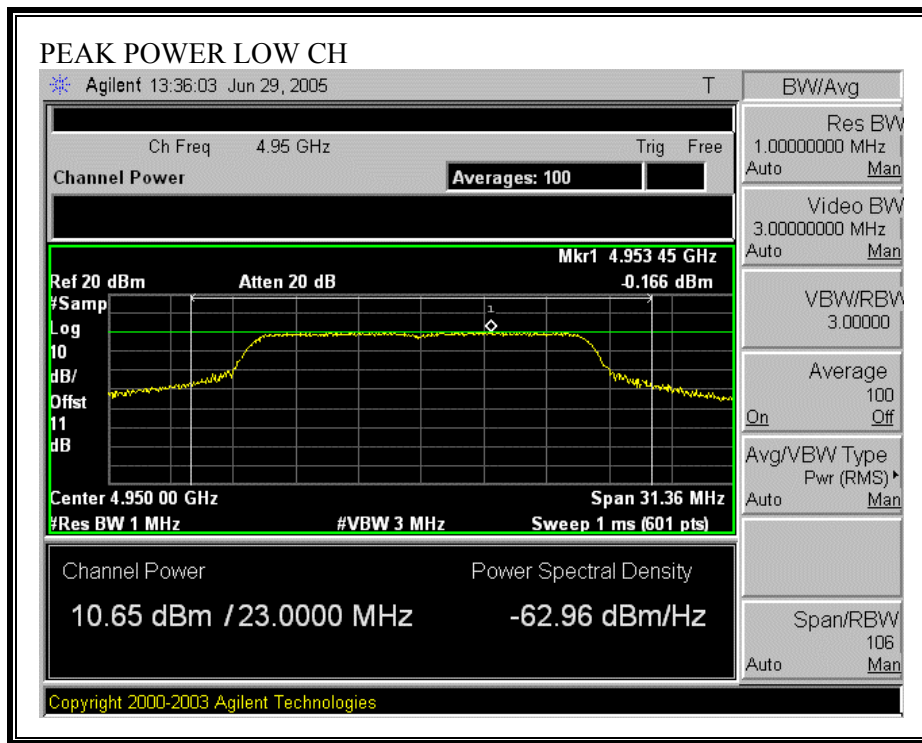 PEAK POWER LOW CH
Agilent 13:36:03 Jun 29, 2005 T
BW/Avg
Ch Freq 4.95 GHz Trig Free
Channel Power Averages: 100
Mkr1 4.953 45 GHz
Ref 20 dBm Atten 20 dB -0.166 dBm
#Samp
Log
10
dB/
Offst
11
dB
1
Center 4.950 00 GHz Span 31.36 MHz
#Res BW 1 MHz #VBW 3 MHz Sweep 1 ms (601 pts)
Channel Power Power Spectral Density
10.65 dBm / 23.0000 MHz -62.96 dBm/Hz
Copyright 2000-2003 Agilent Technologies
Res BW
1.00000000 MHz
Auto Man
Video BW
3.00000000 MHz
Auto Man
VBW/RBW
3.00000
Average
100
On Off
Avg/VBW Type
Pwr (RMS)
Auto Man
Span/RBW
106
Auto Man